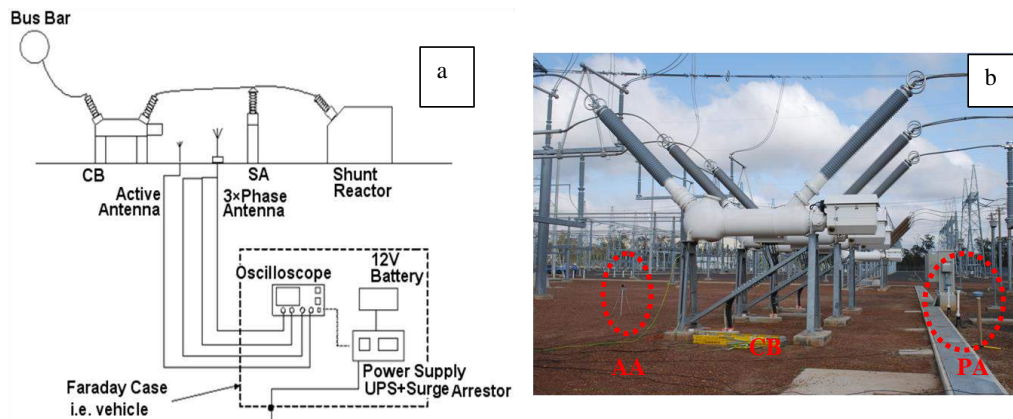 Bus Bar
a
CB
SA
Shunt
Reactor
Active
Antenna
3×Phase
Antenna
12V
Battery
Oscilloscope
Power Supply
UPS+Surge Arrestor
Faraday Case
i.e. vehicle
b
AA
CB
PA